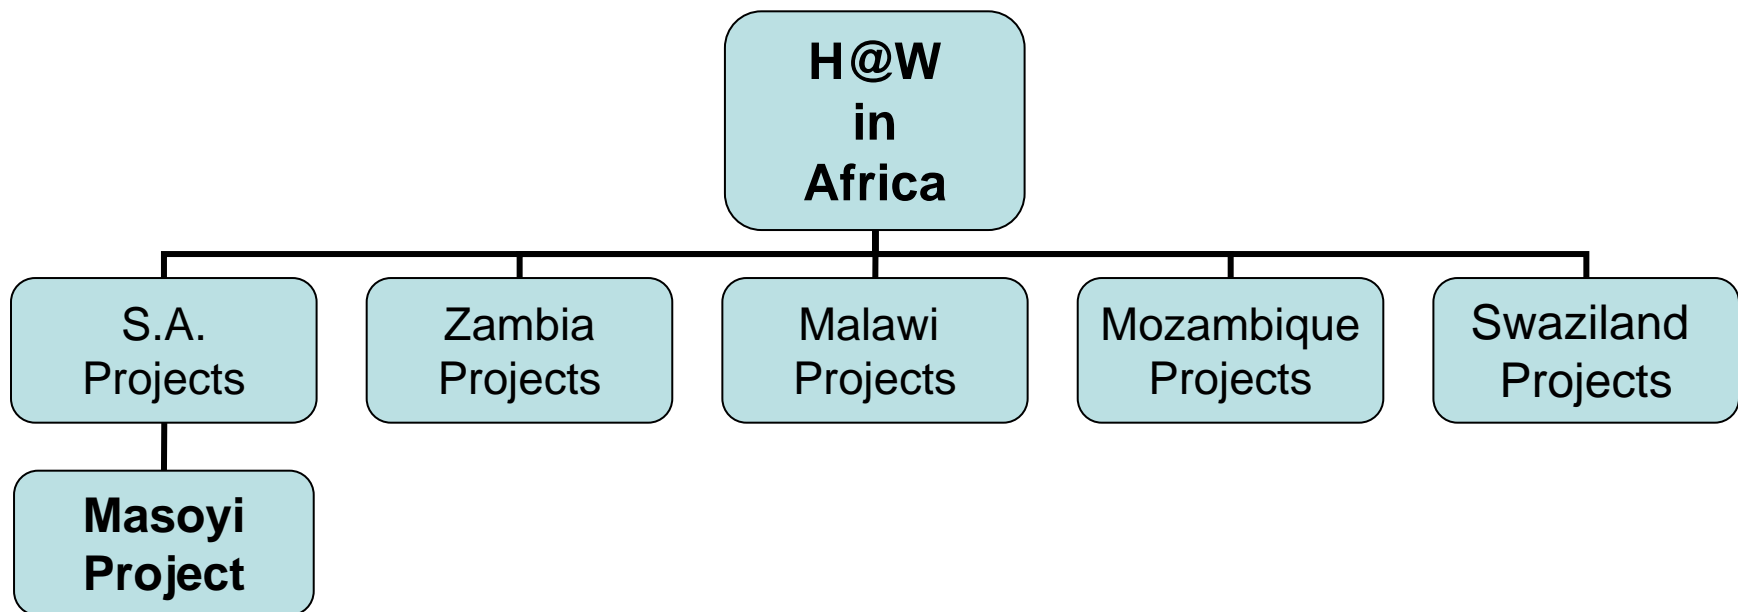 H@W
in
Africa
S.A.
Projects
Zambia
Projects
Malawi
Projects
Mozambique
Projects
Swaziland
Projects
Masoyi
Project